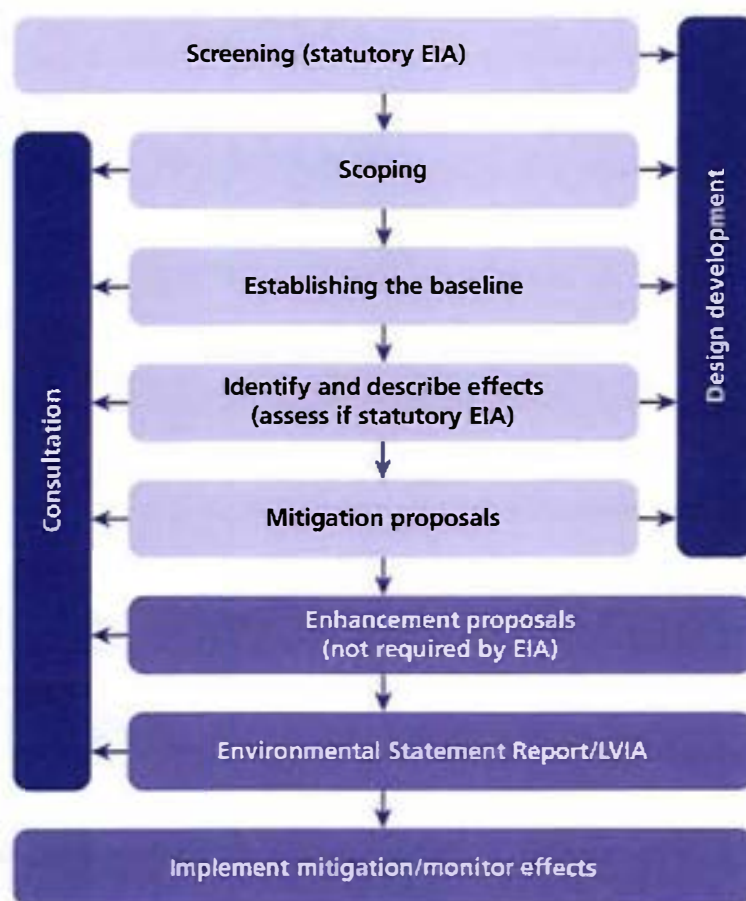 Screening (statutory EIA)
Scoping
Establishing the baseline
Identify and describe effects
(assess if statutory EIA)
Mitigation proposals
Enhancement proposals
(not required by EIA)
Environmental Statement Report/LVIA
Implement mitigation/monitor effects
Consultation
Design development